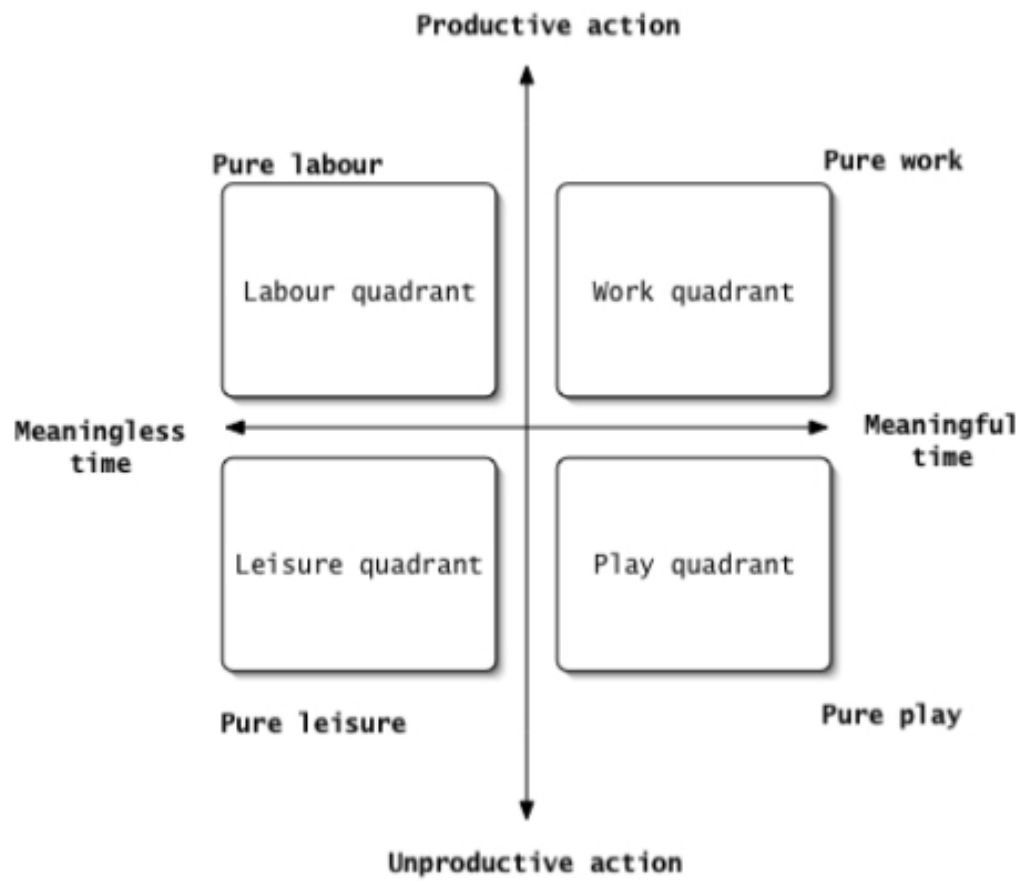 Productive action
Pure labour
Pure work
Labour quadrant
Work quadrant
Meaningless
time
Meaningful
time
Leisure quadrant
Play quadrant
Pure leisure
Pure play
Unproductive action